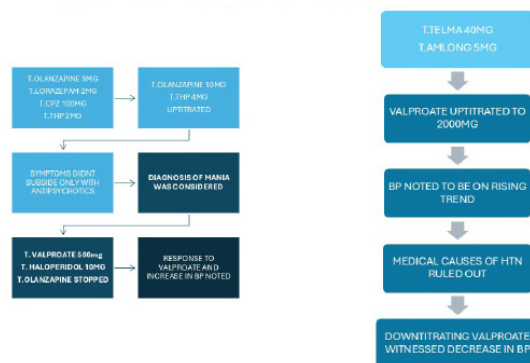 T.OLANZAPINE 5MG
T.LORAZEPAM 2MG
T.CPZ 100MG
T.THP 2MG
T.OLANZAPINE 10MG
T.THP 4MG
UPTITRATED
SYMPTOMS DIDNT
SUBSIDE ONLY WITH
ANTIPSYCHOTICS
DIAGNOSIS OF MANIA
WAS CONSIDERED
T. VALPROATE 500mg
T. HALOPERIDOL 10MG
T.OLANZAPINE STOPPED
RESPONSE TO
VALPROATE AND
INCREASE IN BP NOTED
T.TELMA 40MG
T.AMLONG 5MG
VALPROATE UPTITRATED TO
2000MG
BP NOTED TO BE ON RISING
TREND
MEDICAL CAUSES OF HTN
RULED OUT
DOWNTITRATING VALPROATE
WITNESSED DECREASE IN BP